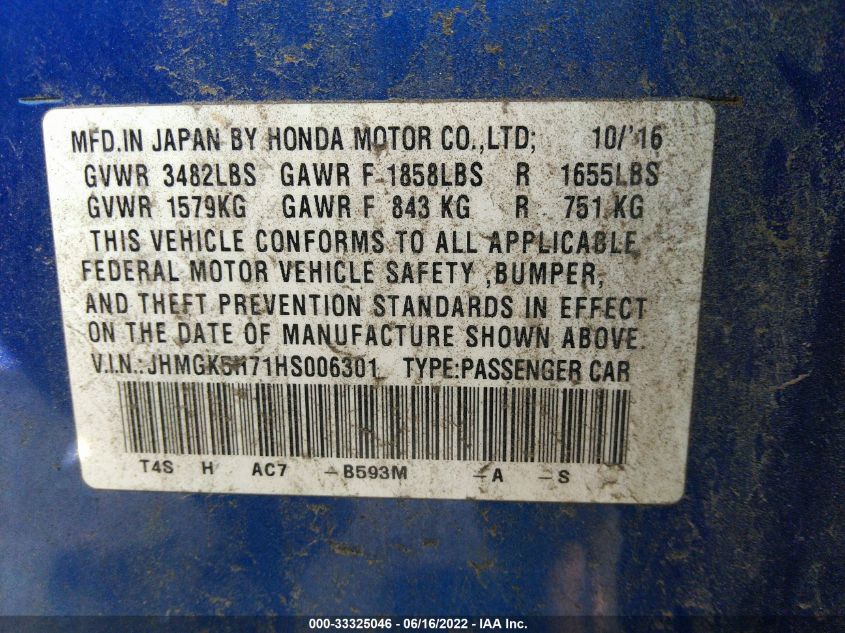 MFD.IN JAPAN BY HONDA MOTOR CO.,LTD; 10/'16
GVWR 3482LBS GAWR F 1858LBS R 1655LBS
GVWR 1579KG GAWR F 843 KG R 751 KG
THIS VEHICLE CONFORMS TO ALL APPLICABLE
FEDERAL MOTOR VEHICLE SAFETY ,BUMPER,
AND THEFT PREVENTION STANDARDS IN EFFECT
ON THE DATE OF MANUFACTURE SHOWN ABOVE.
V.I.N.:JHMGK5H71HS006301 TYPE:PASSENGER CAR
T4S H AC7 -B593M -A -S
000-33325046 - 06/16/2022 - IAA Inc.